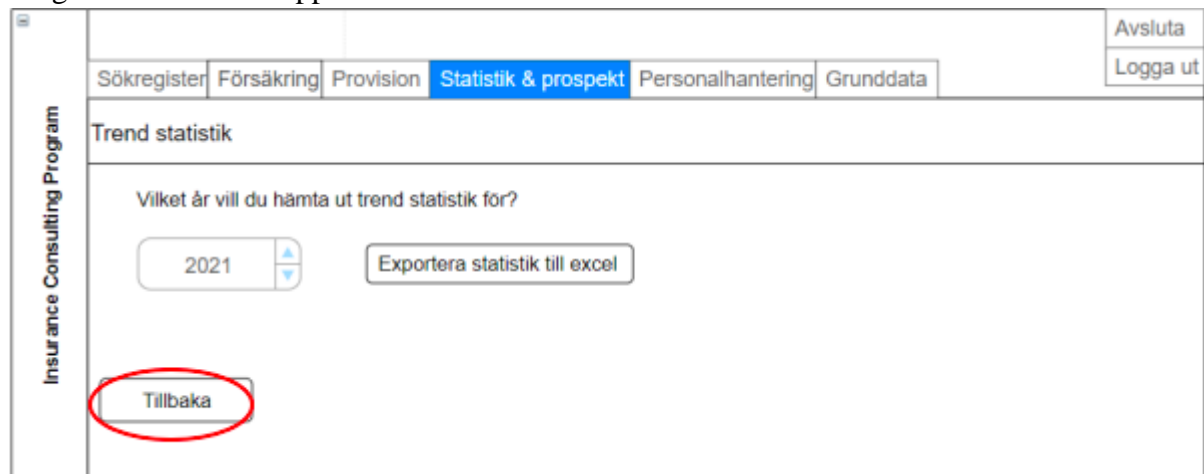 Avsluta
Logga ut
Sökregister Försäkring Provision Statistik & prospekt Personalhantering Grunddata
Insurance Consulting Program
Trend statistik
Vilket år vill du hämta ut trend statistik för?
2021 Exportera statistik till excel
Tillbaka